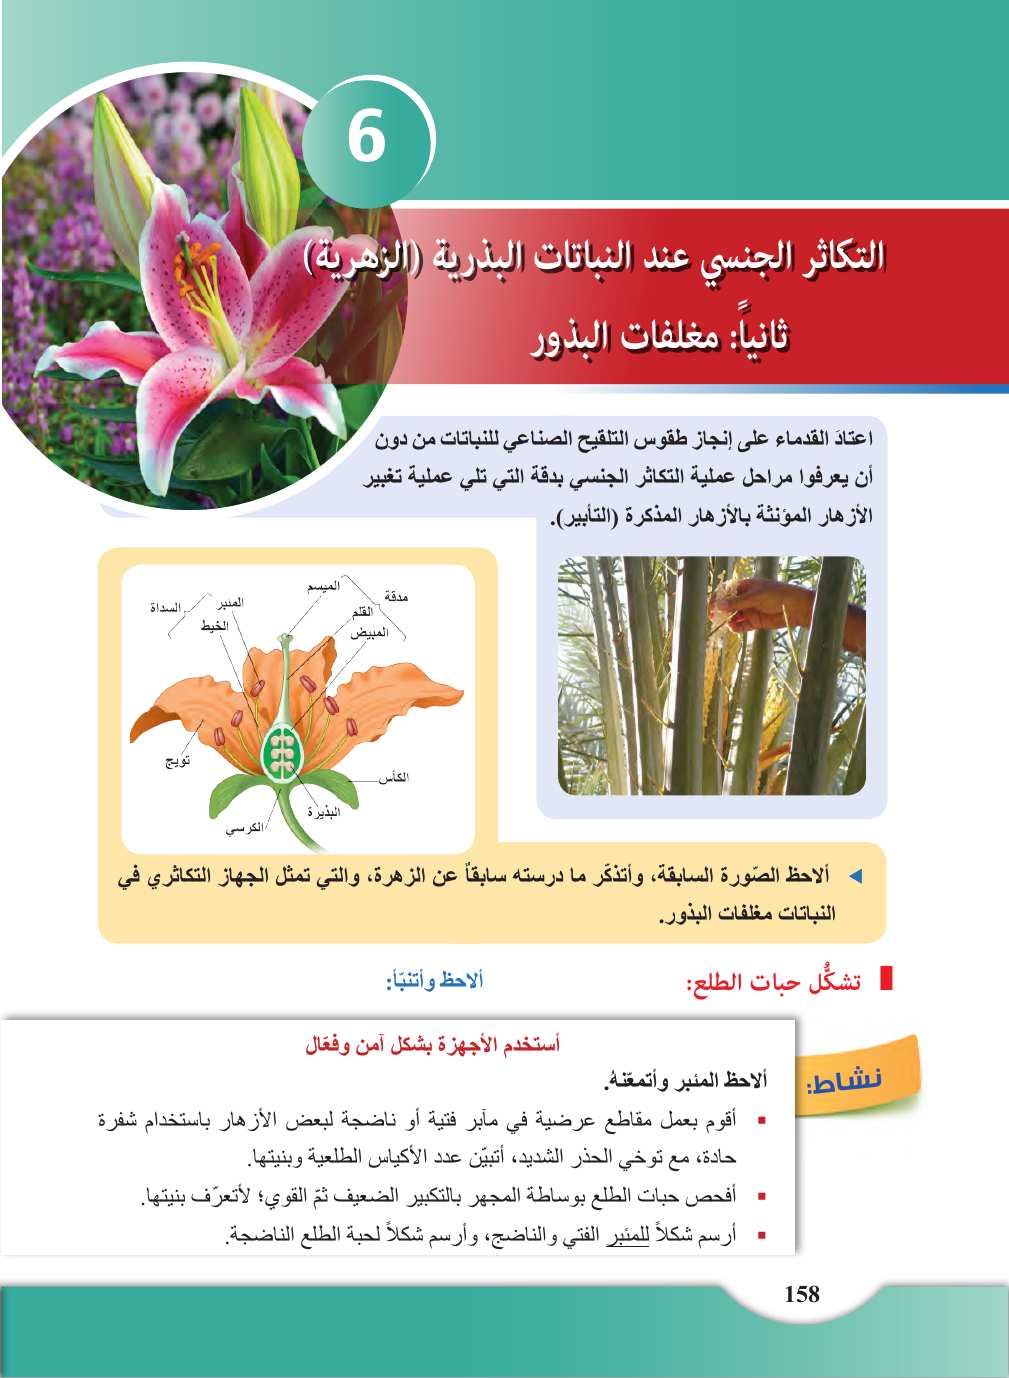 6
التكاثر الجنسي عند النباتات البذرية (الزهرية)
ثانياً: مغلفات البذور
اعتادَ القدماء على إنجاز طقوس التلقيح الصناعي للنباتات من دون
أن يعرفوا مراحل عملية التكاثر الجنسي بدقة التي تلي عملية تغبير
الأزهار المؤنثة بالأزهار المذكرة (التأبير).
الميسم
مدقة
القلم
المبيض
المئبر
السداة
الخيط
تويج
الكأس
البذيرة
الكرسي
ألاحظ الصّورة السابقة، وأتذكّر ما درسته سابقاً عن الزهرة، والتي تمثل الجهاز التكاثري في
النباتات مغلفات البذور.
تشكُّل حبات الطلع:
ألاحظ وأتنبّأ:
نشاط:
أستخدم الأجهزة بشكل آمن وفعّال
ألاحظ المئبر وأتمعّنهُ.
▪ أقوم بعمل مقاطع عرضية في مآبر فتية أو ناضجة لبعض الأزهار باستخدام شفرة
حادة، مع توخي الحذر الشديد، أتبيّن عدد الأكياس الطلعية وبنيتها.
▪ أفحص حبات الطلع بوساطة المجهر بالتكبير الضعيف ثمّ القوي؛ لأتعرّف بنيتها.
▪ أرسم شكلاً للمئبر الفتي والناضج، وأرسم شكلاً لحبة الطلع الناضجة.
158